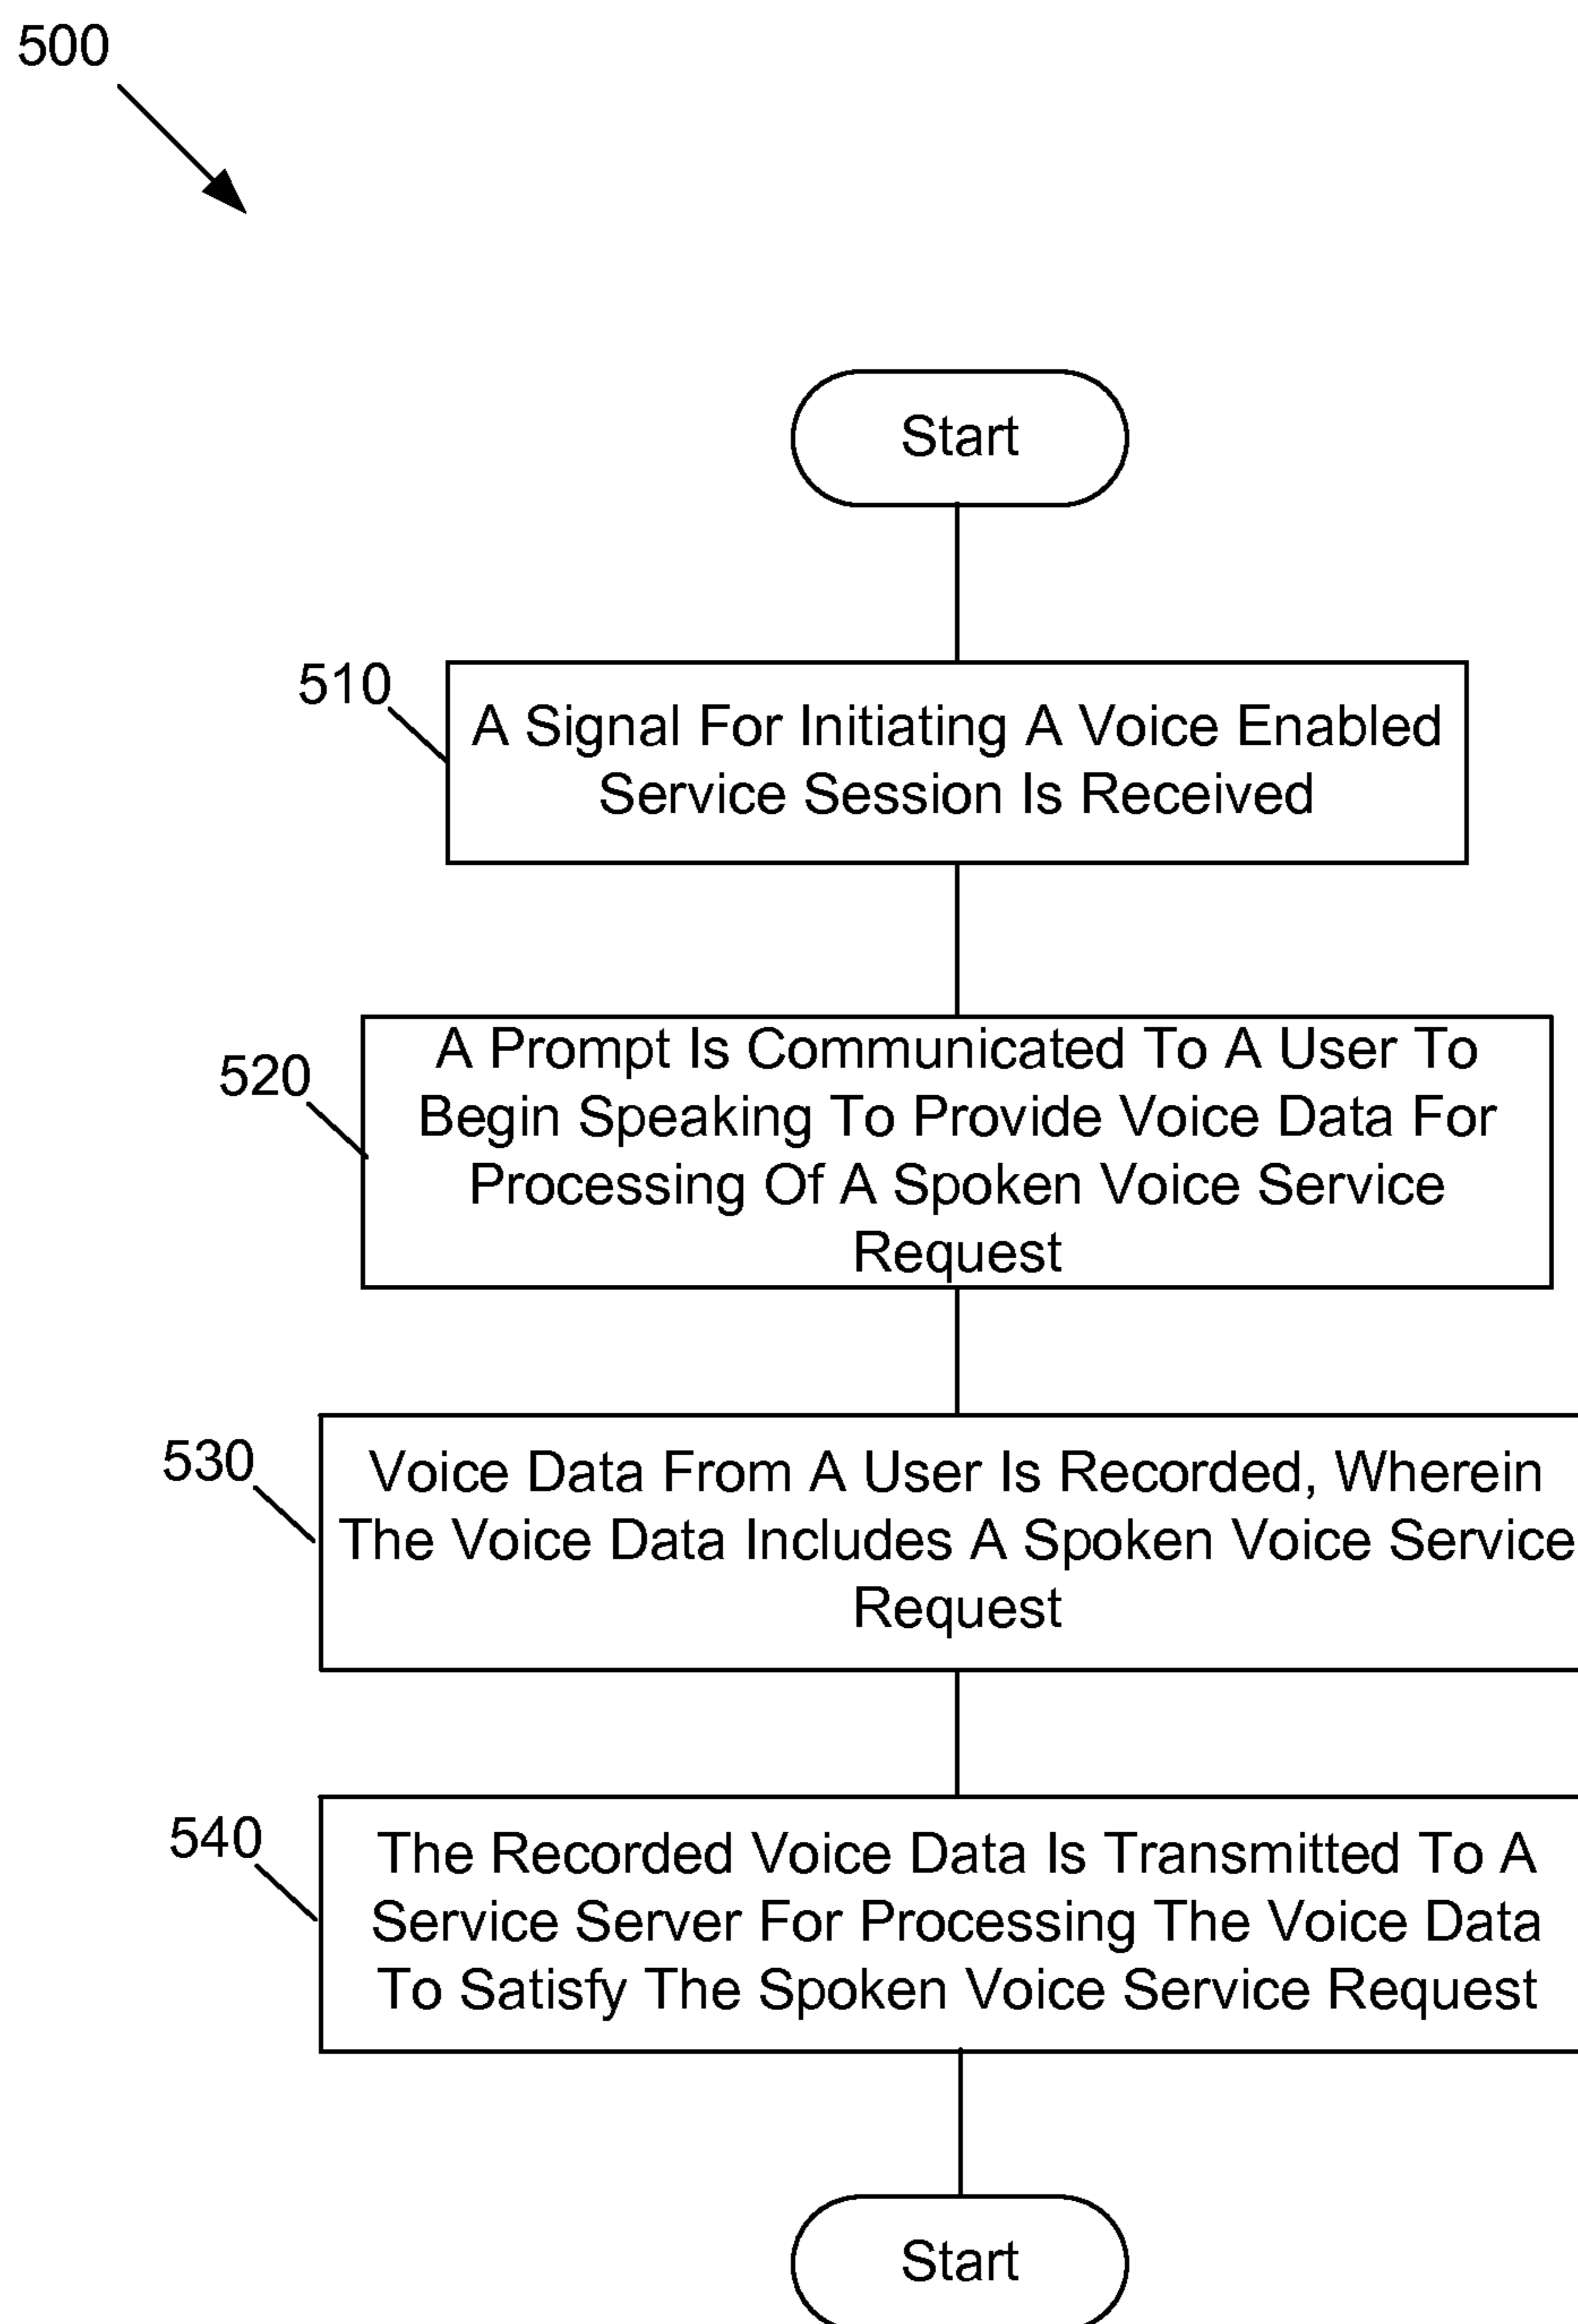 500
Start
510
A Signal For Initiating A Voice Enabled
Service Session Is Received
520
A Prompt Is Communicated To A User To
Begin Speaking To Provide Voice Data For
Processing Of A Spoken Voice Service
Request
530
Voice Data From A User Is Recorded, Wherein
The Voice Data Includes A Spoken Voice Service
Request
540
The Recorded Voice Data Is Transmitted To A
Service Server For Processing The Voice Data
To Satisfy The Spoken Voice Service Request
Start